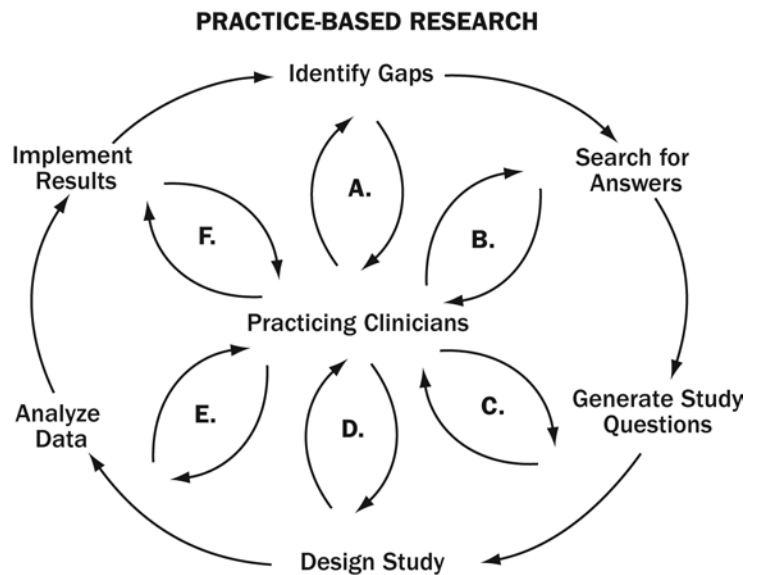 PRACTICE-BASED RESEARCH
Identify Gaps
Implement
Results
Search for
Answers
A.
B.
F.
Practicing Clinicians
Analyze
Data
E.
D.
C.
Generate Study
Questions
Design Study